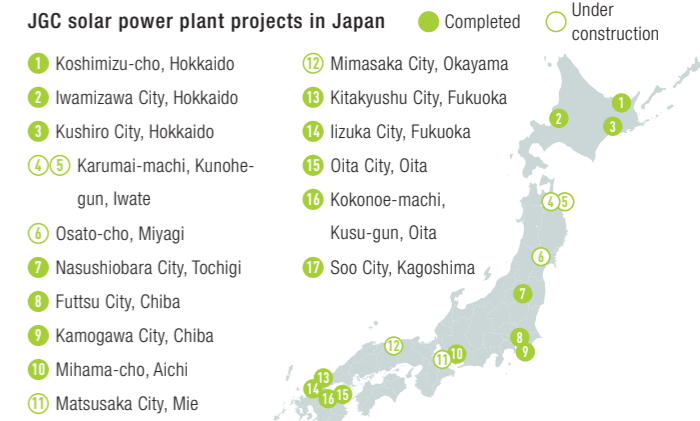 JGC solar power plant projects in Japan
Completed
Under
construction
1 Koshimizu-cho, Hokkaido
2 Iwamizawa City, Hokkaido
3 Kushiro City, Hokkaido
4 5 Karumai-machi, Kunohe-
gun, Iwate
6 Osato-cho, Miyagi
7 Nasushiobara City, Tochigi
8 Futtsu City, Chiba
9 Kamogawa City, Chiba
10 Mihama-cho, Aichi
11 Matsusaka City, Mie
12 Mimasaka City, Okayama
13 Kitakyushu City, Fukuoka
14 Iizuka City, Fukuoka
15 Oita City, Oita
16 Kokonoe-machi,
Kusu-gun, Oita
17 Soo City, Kagoshima
1
2
3
4 5
6
7
8
9
10
11
12
13
14
16 15